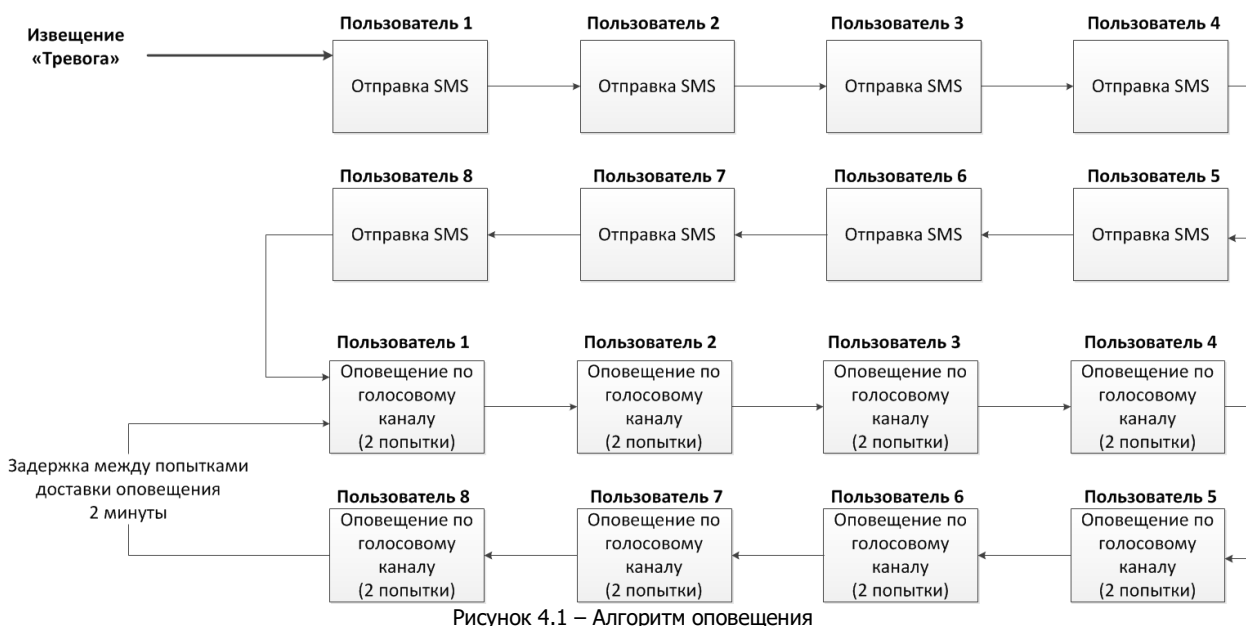 Извещение
«Тревога»
Пользователь 1
Пользователь 2
Пользователь 3
Пользователь 4
Отправка SMS
Отправка SMS
Отправка SMS
Отправка SMS
Пользователь 8
Пользователь 7
Пользователь 6
Пользователь 5
Отправка SMS
Отправка SMS
Отправка SMS
Отправка SMS
Пользователь 1
Пользователь 2
Пользователь 3
Пользователь 4
Оповещение по
голосовому
каналу
(2 попытки)
Оповещение по
голосовому
каналу
(2 попытки)
Оповещение по
голосовому
каналу
(2 попытки)
Оповещение по
голосовому
каналу
(2 попытки)
Задержка между попытками
доставки оповещения
2 минуты
Пользователь 8
Пользователь 7
Пользователь 6
Пользователь 5
Оповещение по
голосовому
каналу
(2 попытки)
Оповещение по
голосовому
каналу
(2 попытки)
Оповещение по
голосовому
каналу
(2 попытки)
Оповещение по
голосовому
каналу
(2 попытки)
Рисунок 4.1 – Алгоритм оповещения